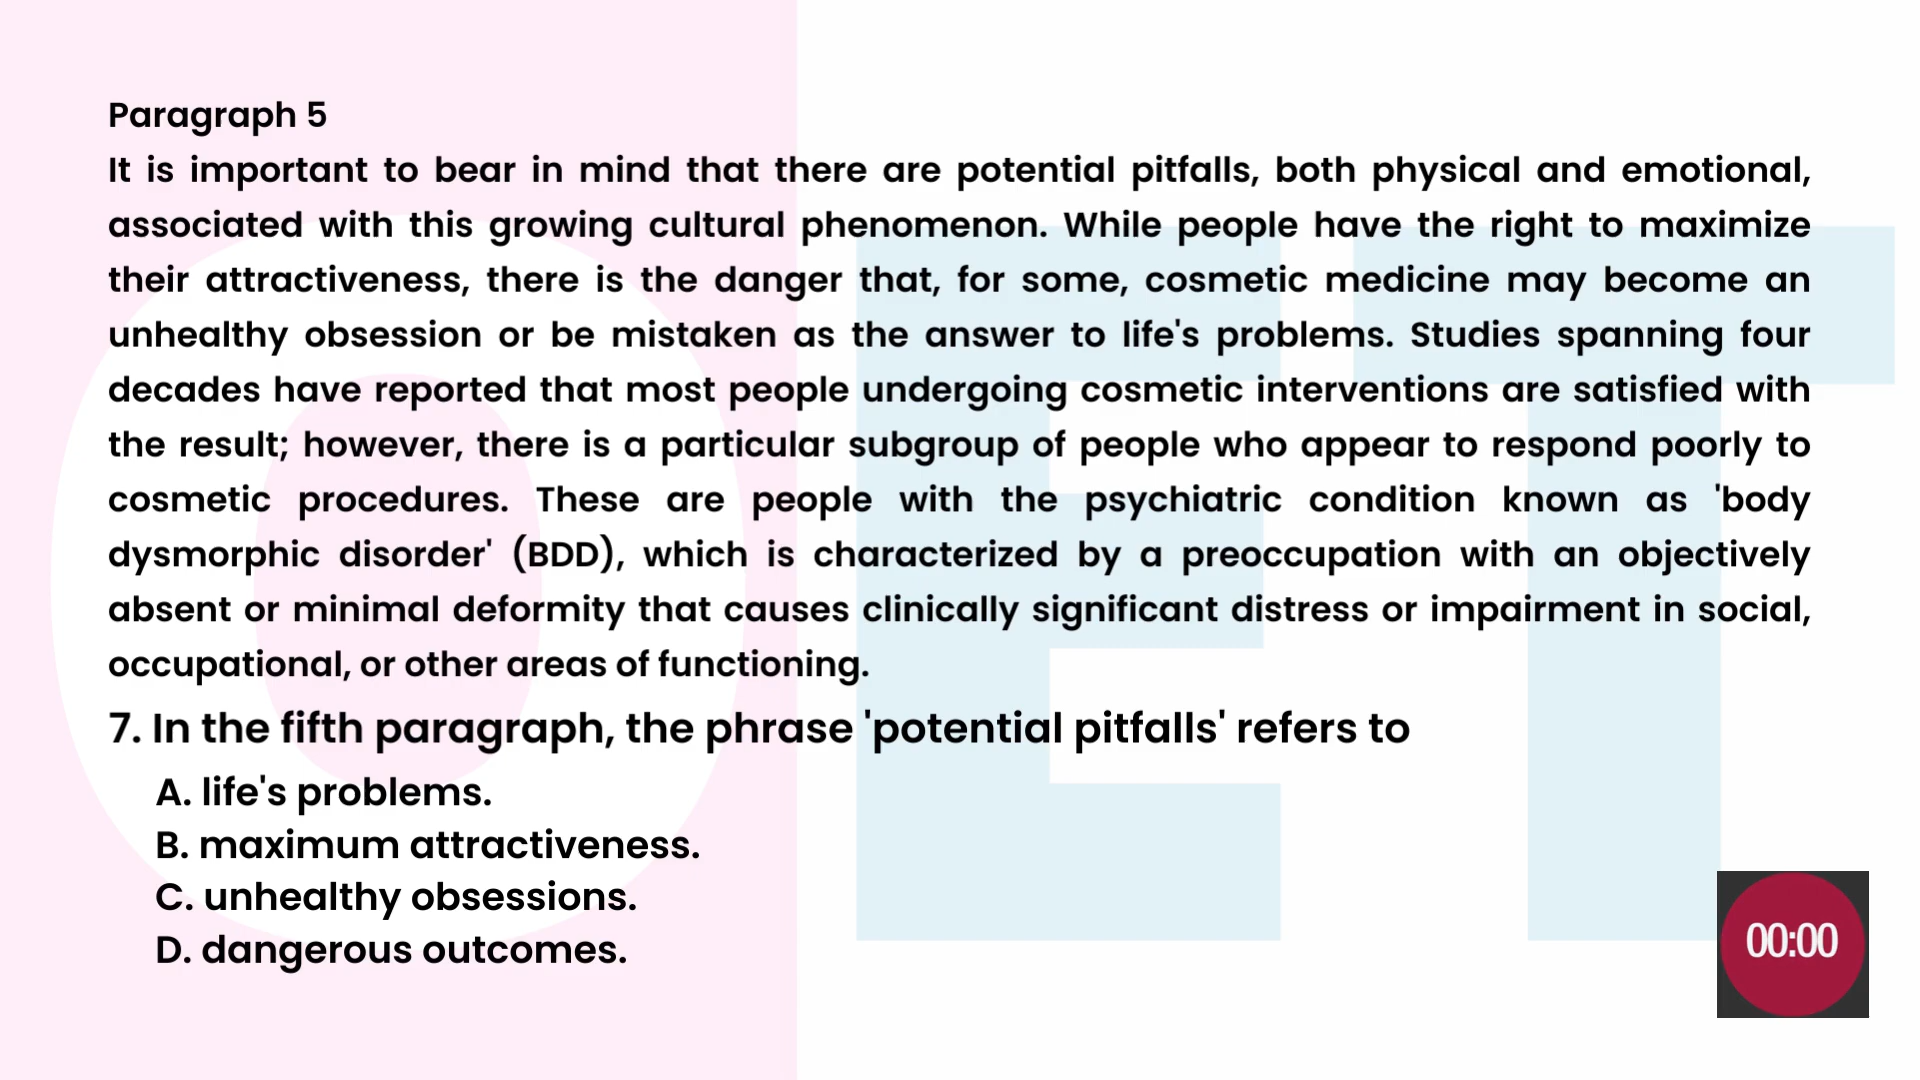 Paragraph 5
It is important to bear in mind that there are potential pitfalls, both physical and emotional,
associated with this growing cultural phenomenon. While people have the right to maximize
their attractiveness, there is the danger that, for some, cosmetic medicine may become an
unhealthy obsession or be mistaken as the answer to life's problems. Studies spanning four
decades have reported that most people undergoing cosmetic interventions are satisfied with
the result; however, there is a particular subgroup of people who appear to respond poorly to
cosmetic procedures. These are people with the psychiatric condition known as 'body
dysmorphic disorder' (BDD), which is characterized by a preoccupation with an objectively
absent or minimal deformity that causes clinically significant distress or impairment in social,
occupational, or other areas of functioning.
7. In the fifth paragraph, the phrase 'potential pitfalls' refers to
A. life's problems.
B. maximum attractiveness.
C. unhealthy obsessions.
D. dangerous outcomes.
00:00
OET